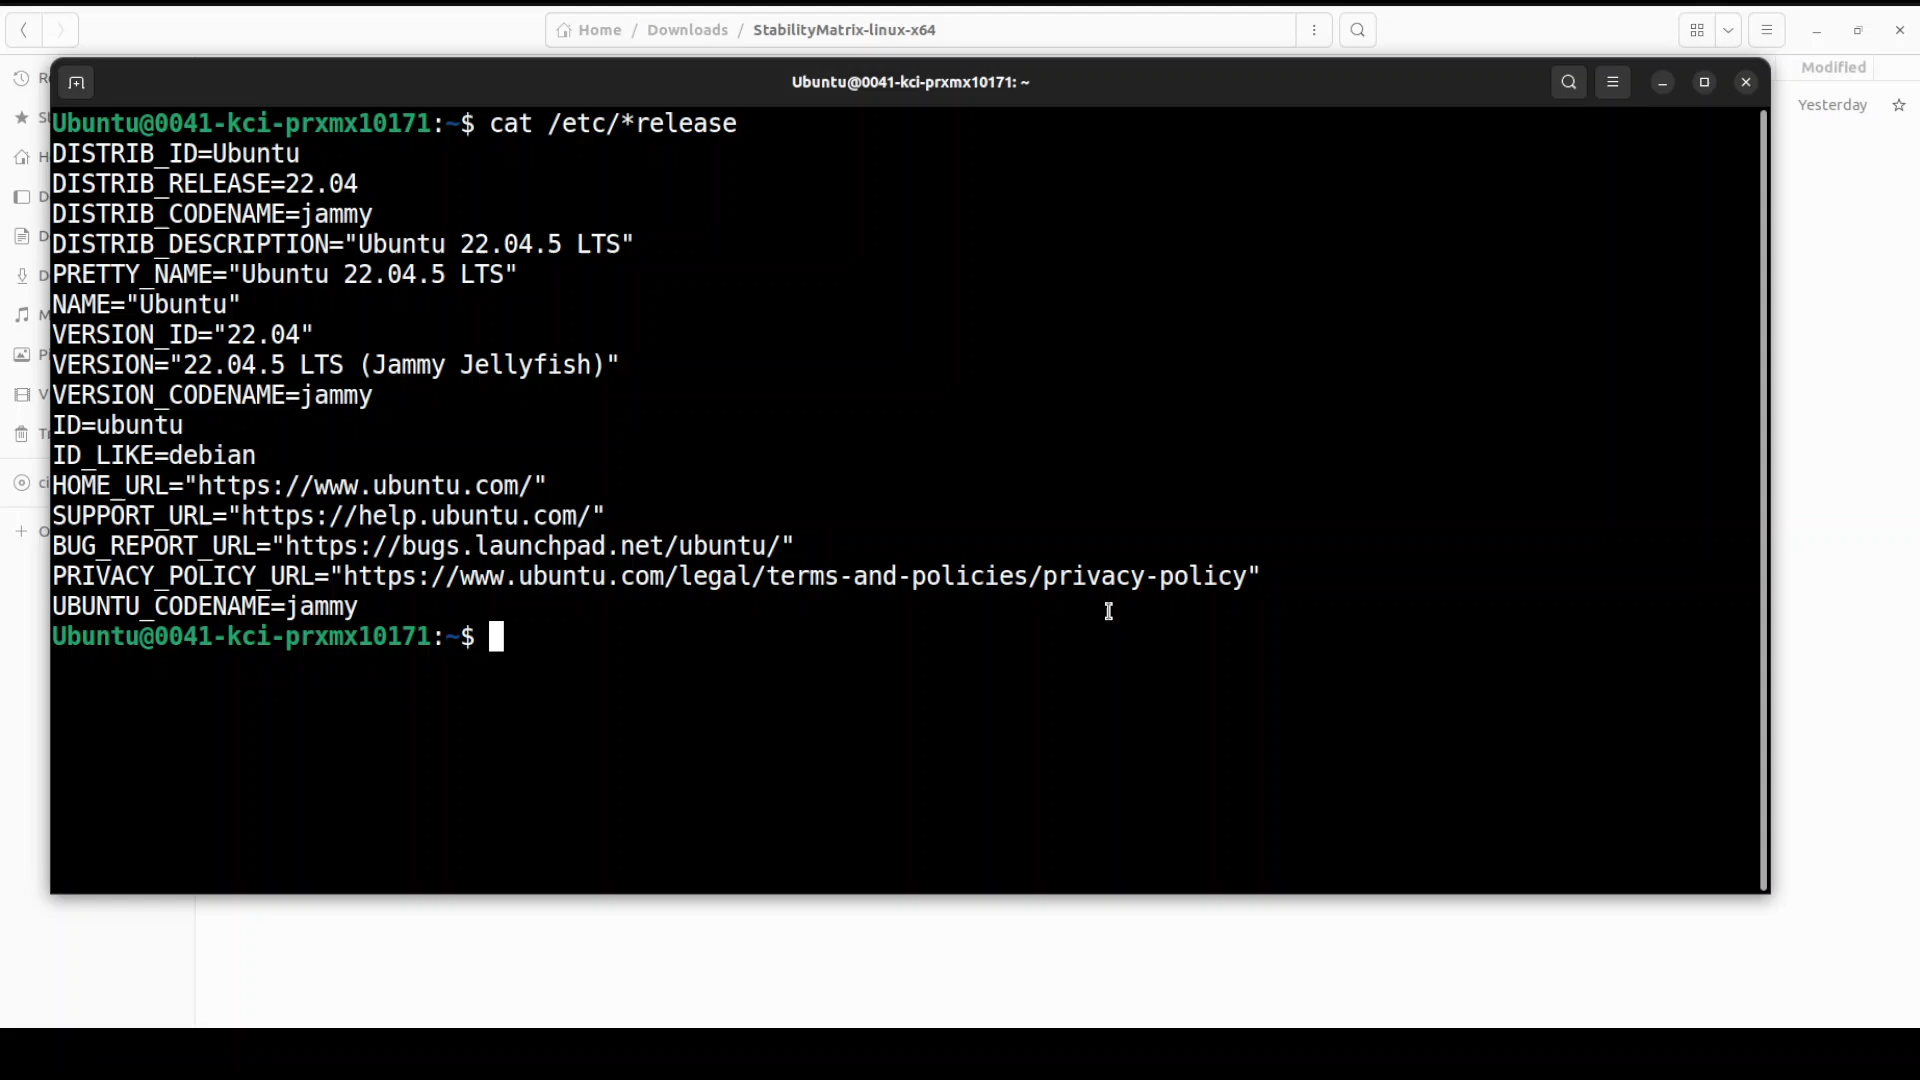 Home / Downloads / StabilityMatrix-linux-x64
Modified
Yesterday
Ubuntu@0041-kci-prxmx10171: ~
Ubuntu@0041-kci-prxmx10171:~$ cat /etc/*release
DISTRIB_ID=Ubuntu
DISTRIB_RELEASE=22.04
DISTRIB_CODENAME=jammy
DISTRIB_DESCRIPTION="Ubuntu 22.04.5 LTS"
PRETTY_NAME="Ubuntu 22.04.5 LTS"
NAME="Ubuntu"
VERSION_ID="22.04"
VERSION="22.04.5 LTS (Jammy Jellyfish)"
VERSION_CODENAME=jammy
ID=ubuntu
ID_LIKE=debian
HOME_URL="https://www.ubuntu.com/"
SUPPORT_URL="https://help.ubuntu.com/"
BUG_REPORT_URL="https://bugs.launchpad.net/ubuntu/"
PRIVACY_POLICY_URL="https://www.ubuntu.com/legal/terms-and-policies/privacy-policy"
UBUNTU_CODENAME=jammy
Ubuntu@0041-kci-prxmx10171:~$